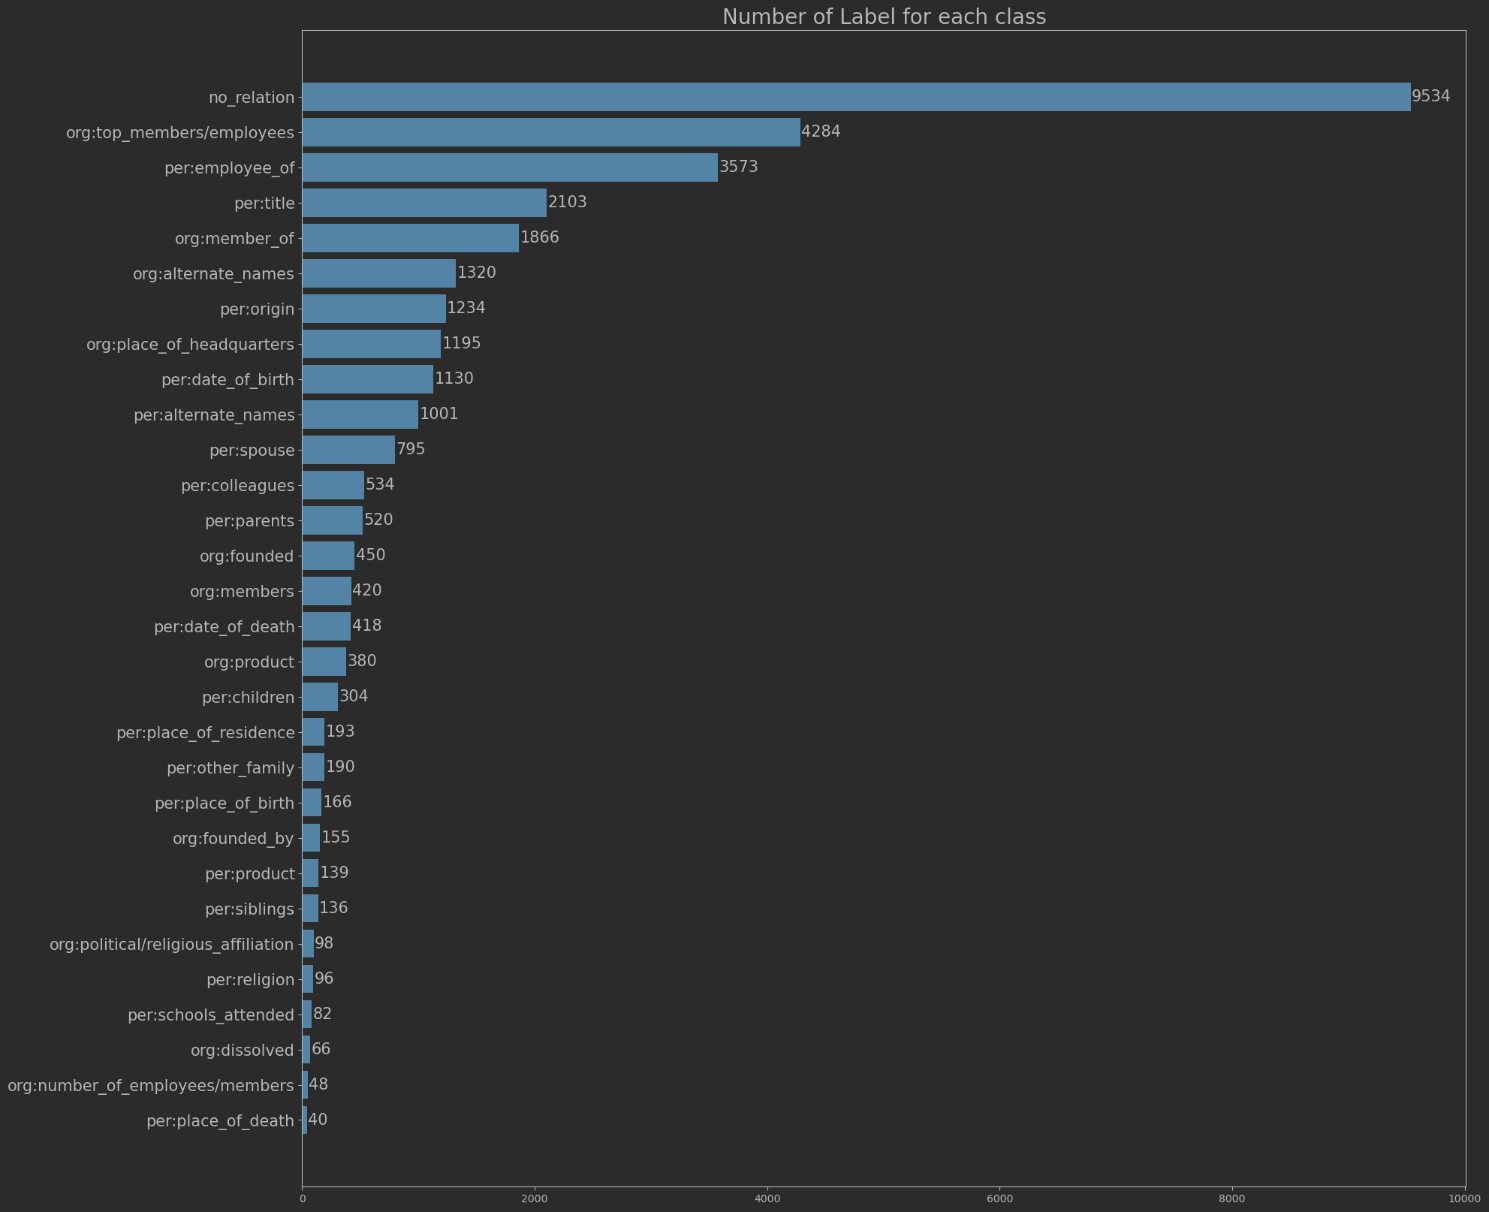 Number of Label for each class
no_relation 9534
org:top_members/employees 4284
per:employee_of 3573
per:title 2103
org:member_of 1866
org:alternate_names 1320
per:origin 1234
org:place_of_headquarters 1195
per:date_of_birth 1130
per:alternate_names 1001
per:spouse 795
per:colleagues 534
per:parents 520
org:founded 450
org:members 420
per:date_of_death 418
org:product 380
per:children 304
per:place_of_residence 193
per:other_family 190
per:place_of_birth 166
org:founded_by 155
per:product 139
per:siblings 136
org:political/religious_affiliation 98
per:religion 96
per:schools_attended 82
org:dissolved 66
org:number_of_employees/members 48
per:place_of_death 40
0 2000 4000 6000 8000 10000